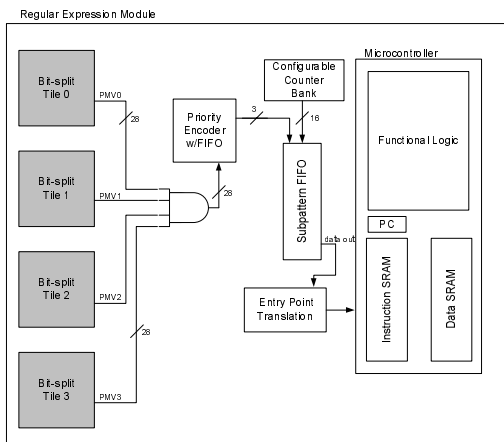 Regular Expression Module
Bit-split
Tile 0
PMV0
28
Bit-split
Tile 1
PMV1
Bit-split
Tile 2
PMV2
28
Bit-split
Tile 3
PMV3
Priority
Encoder
w/FIFO
28
3
Configurable
Counter
Bank
16
Subpattern FIFO
data out
Entry Point
Translation
Microcontroller
Functional Logic
PC
Instruction SRAM
Data SRAM